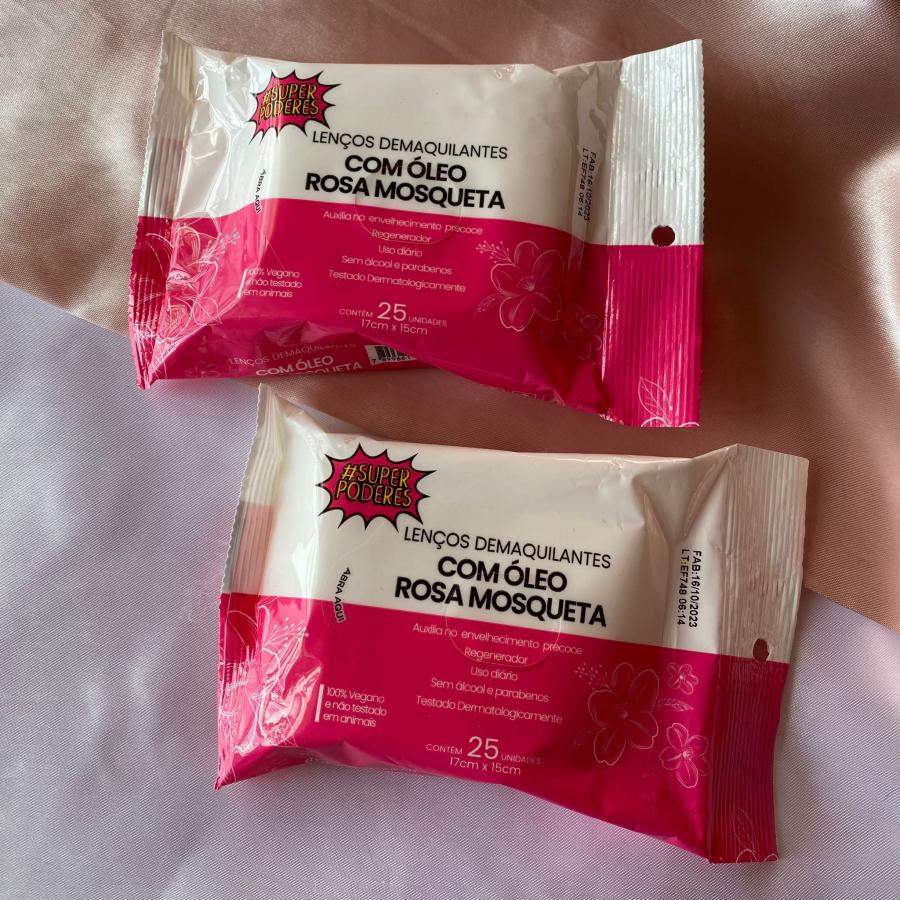 #SUPER
PODERES
LENÇOS DEMAQUILANTES
COM ÓLEO
ROSA MOSQUETA
ABRA AQUI
Auxilia no envelhecimento precoce
Regenerador
Uso diário
Sem álcool e parabenos
Testado Dermatologicamente
100% Vegano
e não testado
em animais
CONTÉM 25 UNIDADES
17cm x 15cm
FAB:16/10/2023
LT:EF748 06:14
LENÇOS DEMAQUILANTES
COM ÓLEO
#SUPER
PODERES
LENÇOS DEMAQUILANTES
COM ÓLEO
ROSA MOSQUETA
ABRA AQUI
Auxilia no envelhecimento precoce
Regenerador
Uso diário
Sem álcool e parabenos
Testado Dermatologicamente
100% Vegano
e não testado
em animais
CONTÉM 25 UNIDADES
17cm x 15cm
FAB:16/10/2023
LT:EF748 06:14